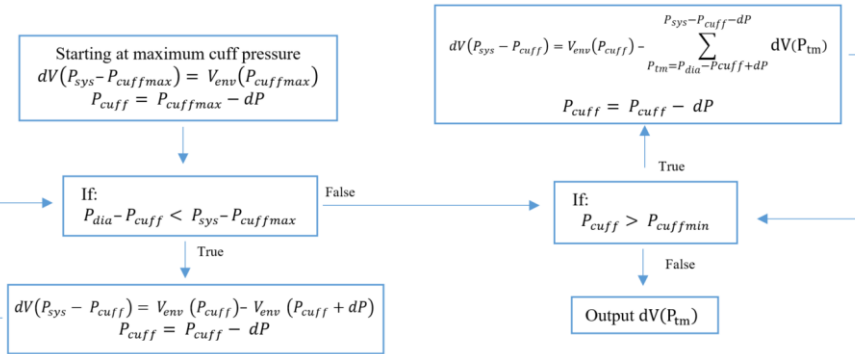 Starting at maximum cuff pressure
dV(P_sys – P_cuffmax) = V_env(P_cuffmax)
P_cuff = P_cuffmax − dP
If:
P_dia – P_cuff < P_sys – P_cuffmax
False
True
dV(P_sys − P_cuff) = V_env (P_cuff) – V_env (P_cuff + dP)
P_cuff = P_cuff − dP
P_sys−P_cuff−dP
dV(P_sys − P_cuff) = V_env(P_cuff) – ∑ dV(P_tm)
P_tm=P_dia−Pcuff+dP
P_cuff = P_cuff − dP
True
If:
P_cuff > P_cuffmin
False
Output dV(P_tm)